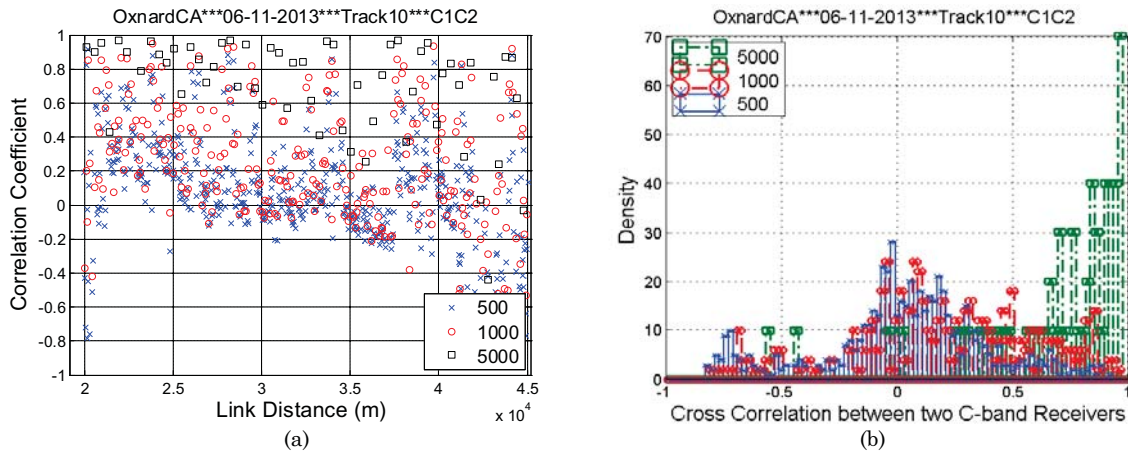 OxnardCA***06-11-2013***Track10***C1C2
Correlation Coefficient
1
0.8
0.6
0.4
0.2
0
-0.2
-0.4
-0.6
-0.8
-1
500
1000
5000
2 2.5 3 3.5 4 4.5
x 10⁴
Link Distance (m)
(a)
OxnardCA***06-11-2013***Track10***C1C2
Density
70
60
50
40
30
20
10
0
5000
1000
500
-1 -0.5 0 0.5 1
Cross Correlation between two C-band Receivers
(b)